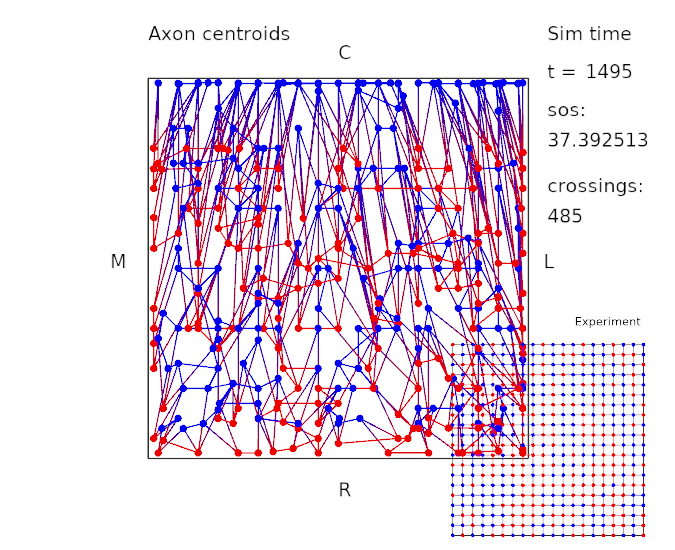 Axon centroids
C
Sim time
t = 1495
sos:
37.392513
crossings:
485
M
L
Experiment
R